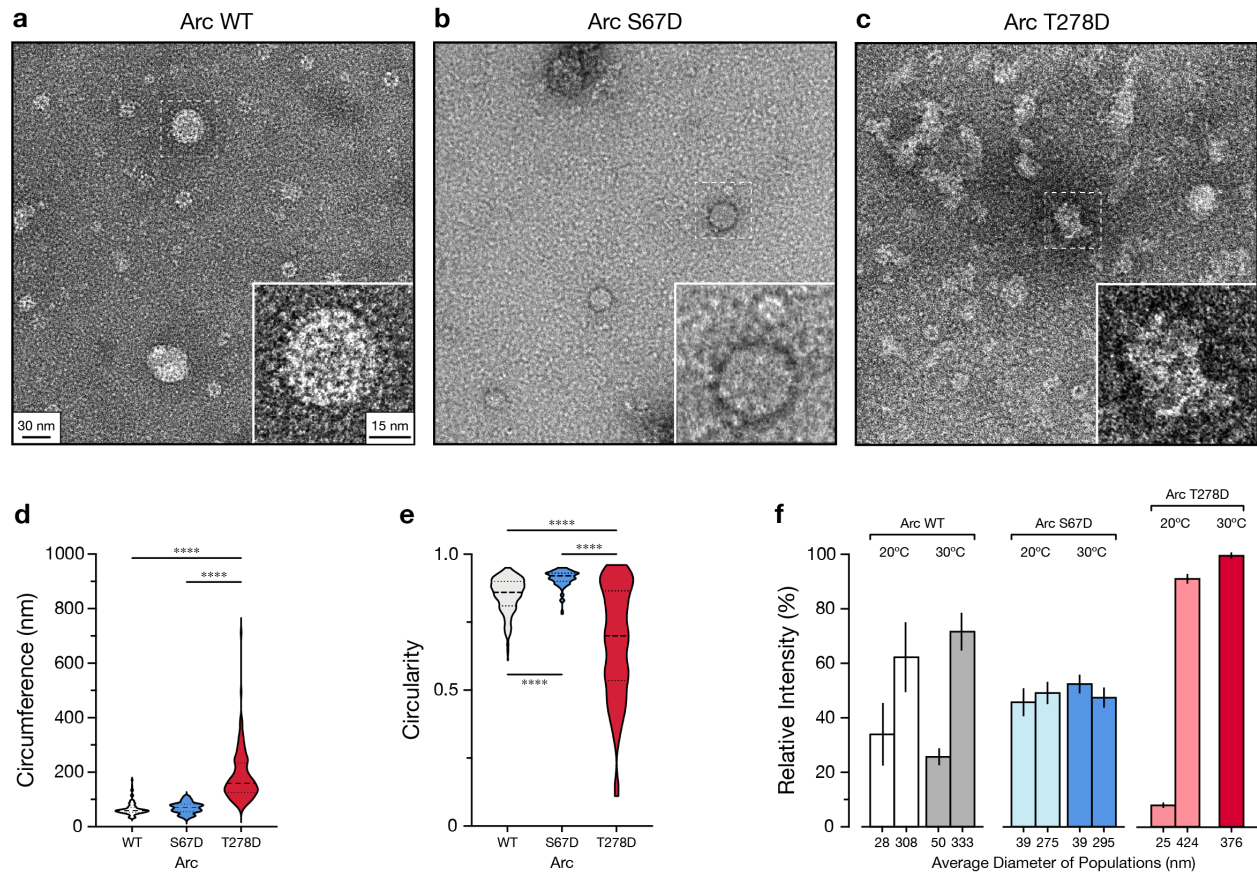 a Arc WT
b Arc S67D
c Arc T278D
30 nm
15 nm
d
Circumference (nm)
1000
800
600
400
200
0
****
****
WT S67D T278D
Arc
e
Circularity
1.0
0.5
0
****
****
****
WT S67D T278D
Arc
f
Relative Intensity (%)
100
80
60
40
20
0
Arc WT
20ºC 30ºC
Arc S67D
20ºC 30ºC
Arc T278D
20ºC 30ºC
28 308 50 333 39 275 39 295 25 424 376
Average Diameter of Populations (nm)